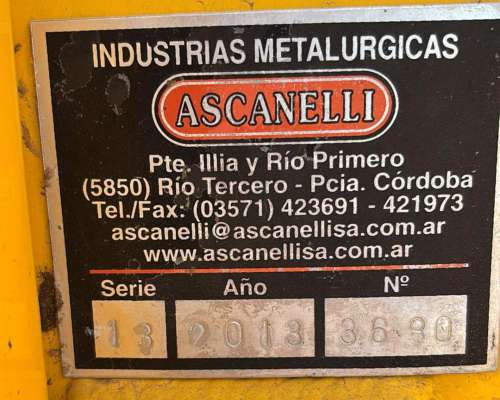 INDUSTRIAS METALURGICAS
ASCANELLI
Pte. Illia y Río Primero
(5850) Río Tercero - Pcia. Córdoba
Tel./Fax: (03571) 423691 - 421973
ascanelli@ascanellisa.com.ar
www.ascanellisa.com.ar
Serie Año Nº
13 2013 3680